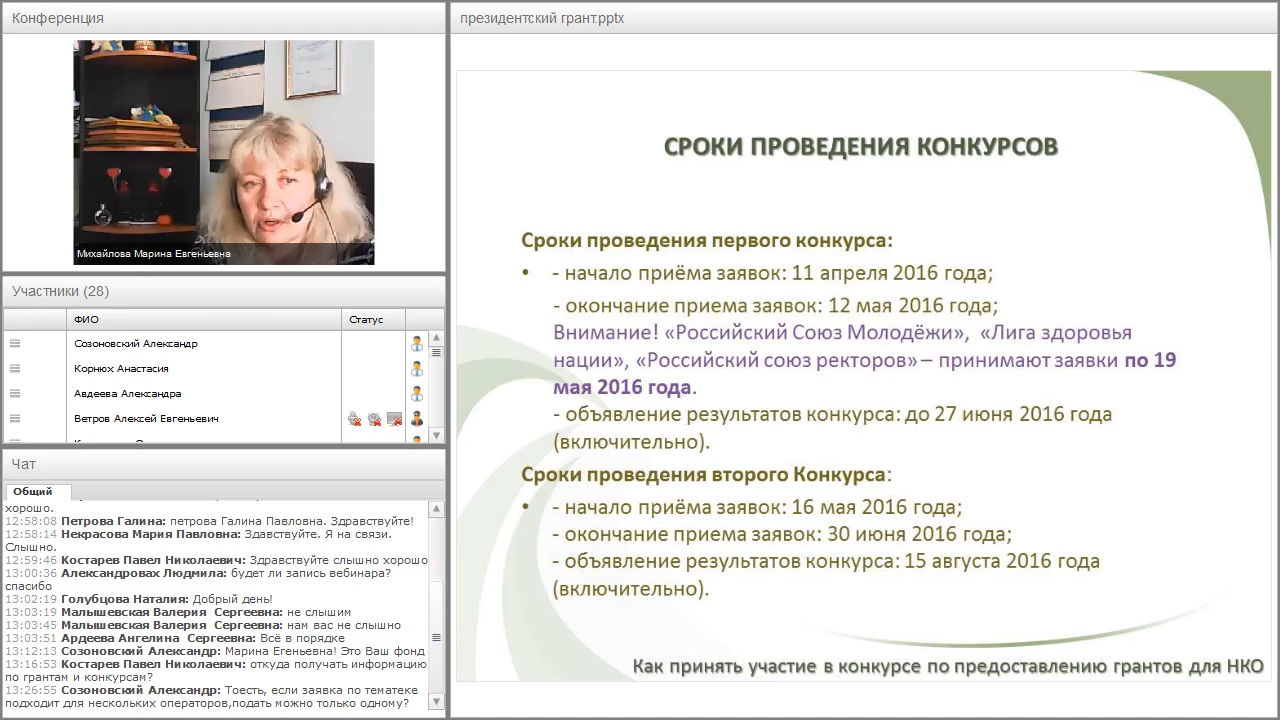 Конференция
Михайлова Марина Евгеньевна
Участники (28)
ФИО
Статус
Созоновский Александр
Корнюх Анастасия
Авдеева Александра
Ветров Алексей Евгеньевич
Чат
Общий
хорошо.
12:58:08 Петрова Галина: петрова Галина Павловна. Здравствуйте!
12:58:14 Некрасова Мария Павловна: Здавствуйте. Я на связи.
Слышно.
12:59:46 Костарев Павел Николаевич: Здравствуйте слышно хорошо
13:00:36 Александровах Людмила: будет ли запись вебинара?
спасибо
13:02:19 Голубцова Наталия: Добрый день!
13:03:19 Малышевская Валерия Сергеевна: не слышим
13:03:45 Малышевская Валерия Сергеевна: нам вас не слышно
13:03:51 Ардеева Ангелина Сергеевна: Всё в порядке
13:12:13 Созоновский Александр: Марина Егеньевна! Это Ваш фонд
13:16:53 Костарев Павел Николаевич: откуда получать информацию
по грантам и конкурсам?
13:26:55 Созоновский Александр: Тоесть, если заявка по тематеке
подходит для нескольких операторов,подать можно только одному?
президентский грант.pptx
СРОКИ ПРОВЕДЕНИЯ КОНКУРСОВ
Сроки проведения первого конкурса:
• - начало приёма заявок: 11 апреля 2016 года;
- окончание приема заявок: 12 мая 2016 года;
Внимание! «Российский Союз Молодёжи», «Лига здоровья
нации», «Российский союз ректоров» – принимают заявки по 19
мая 2016 года.
- объявление результатов конкурса: до 27 июня 2016 года
(включительно).
Сроки проведения второго Конкурса:
• - начало приёма заявок: 16 мая 2016 года;
- окончание приема заявок: 30 июня 2016 года;
- объявление результатов конкурса: 15 августа 2016 года
(включительно).
Как принять участие в конкурсе по предоставлению грантов для НКО